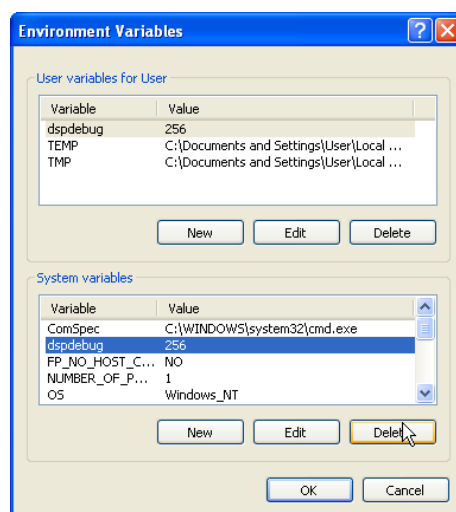 Environment Variables
User variables for User
Variable Value
dspdebug 256
TEMP C:\Documents and Settings\User\Local ...
TMP C:\Documents and Settings\User\Local ...
New Edit Delete
System variables
Variable Value
ComSpec C:\WINDOWS\system32\cmd.exe
dspdebug 256
FP_NO_HOST_C... NO
NUMBER_OF_P... 1
OS Windows_NT
New Edit Delete
OK Cancel